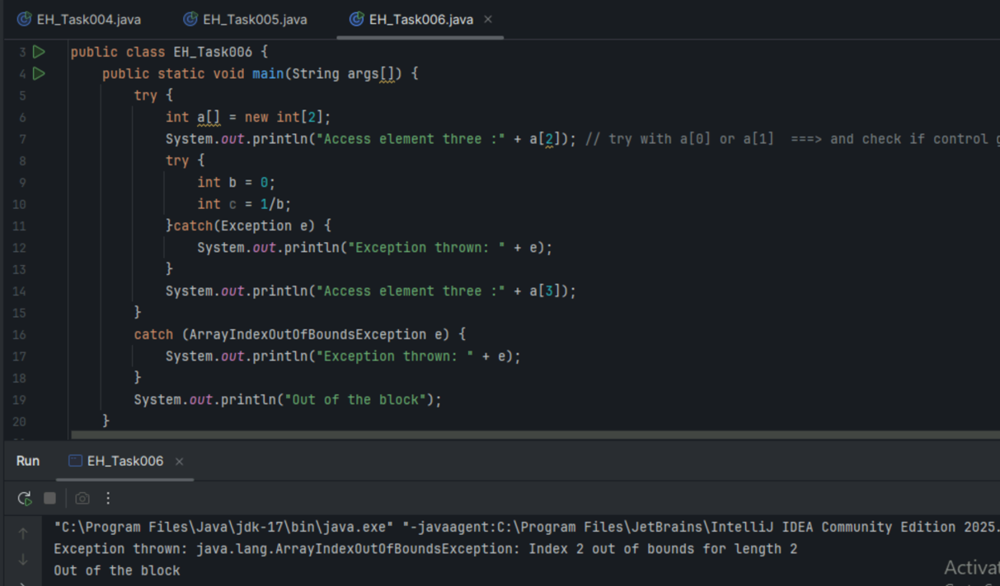 EH_Task004.java EH_Task005.java EH_Task006.java ×
3 public class EH_Task006 {
4 public static void main(String args[]) {
5 try {
6 int a[] = new int[2];
7 System.out.println("Access element three :" + a[2]); // try with a[0] or a[1]  ===> and check if control
8 try {
9 int b = 0;
10 int c = 1/b;
11 }catch(Exception e) {
12 System.out.println("Exception thrown: " + e);
13 }
14 System.out.println("Access element three :" + a[3]);
15 }
16 catch (ArrayIndexOutOfBoundsException e) {
17 System.out.println("Exception thrown: " + e);
18 }
19 System.out.println("Out of the block");
20 }
Run EH_Task006 ×
"C:\Program Files\Java\jdk-17\bin\java.exe" "-javaagent:C:\Program Files\JetBrains\IntelliJ IDEA Community Edition 2025.
Exception thrown: java.lang.ArrayIndexOutOfBoundsException: Index 2 out of bounds for length 2
Out of the block
Activat